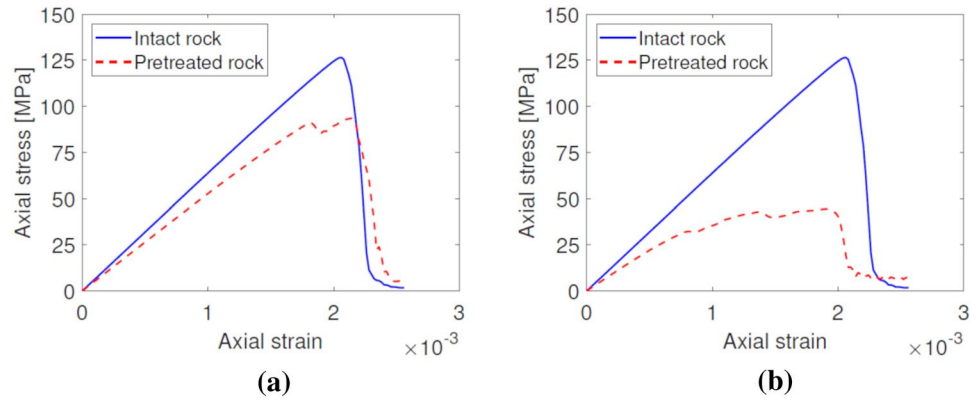 150
125
100
75
50
25
0
Axial stress [MPa]
Intact rock
Pretreated rock
0 1 2 3
Axial strain
×10⁻³
(a)
150
125
100
75
50
25
0
Axial stress [MPa]
Intact rock
Pretreated rock
0 1 2 3
Axial strain
×10⁻³
(b)